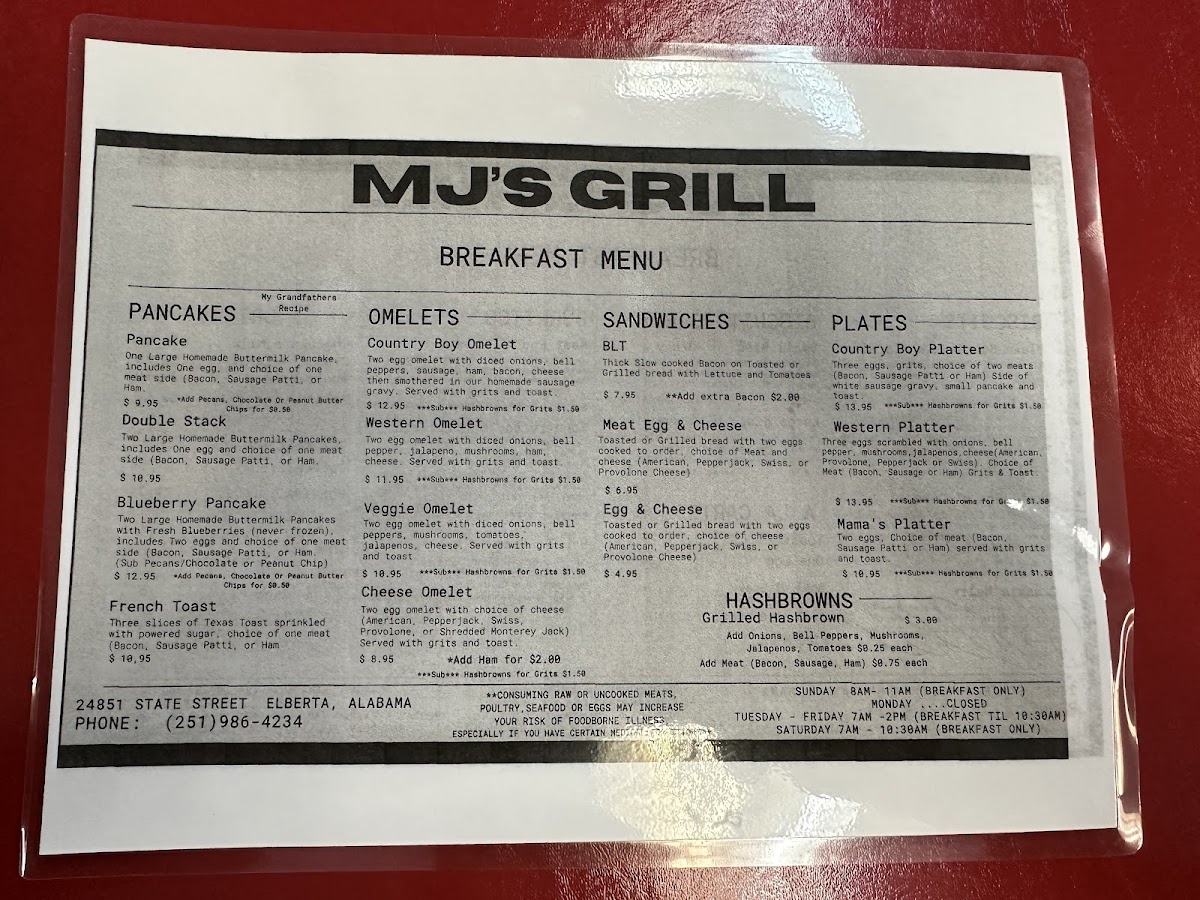 MJ'S GRILL
BREAKFAST MENU
PANCAKES
My Grandfathers
Recipe
Pancake
One Large Homemade Buttermilk Pancake,
includes One egg, and choice of one
meat side (Bacon, Sausage Patti, or
Ham.
$ 9.95 *Add Pecans, Chocolate Or Peanut Butter
Chips for $0.50
Double Stack
Two Large Homemade Buttermilk Pancakes,
includes One egg and choice of one meat
side (Bacon, Sausage Patti, or Ham.
$ 10.95
Blueberry Pancake
Two Large Homemade Buttermilk Pancakes
with Fresh Blueberries (never frozen),
includes Two eggs and choice of one meat
side (Bacon, Sausage Patti, or Ham.
(Sub Pecans/Chocolate or Peanut Chip)
$ 12.95 *Add Pecans, Chocolate Or Peanut Butter
Chips for $0.50
French Toast
Three slices of Texas Toast sprinkled
with powered sugar, choice of one meat
(Bacon, Sausage Patti, or Ham
$ 10,95
OMELETS
Country Boy Omelet
Two egg omelet with diced onions, bell
peppers, sausage, ham, bacon, cheese
then smothered in our homemade sausage
gravy. Served with grits and toast.
$ 12.95 ***Sub*** Hashbrowns for Grits $1.50
Western Omelet
Two egg omelet with diced onions, bell
pepper, jalapeno, mushrooms, ham,
cheese. Served with grits and toast.
$ 11.95 ***Sub*** Hashbrowns for Grits $1.50
Veggie Omelet
Two egg omelet with diced onions, bell
peppers, mushrooms, tomatoes,
jalapenos, cheese. Served with grits
and toast.
$ 10.95 ***Sub*** Hashbrowns for Grits $1.50
Cheese Omelet
Two egg omelet with choice of cheese
(American, Pepperjack, Swiss,
Provolone, or Shredded Monterey Jack)
Served with grits and toast.
$ 8.95 *Add Ham for $2.00
***Sub*** Hashbrowns for Grits $1.50
SANDWICHES
BLT
Thick Slow cooked Bacon on Toasted or
Grilled bread with Lettuce and Tomatoes
$ 7.95 **Add extra Bacon $2.00
Meat Egg & Cheese
Toasted or Grilled bread with two eggs
cooked to order, choice of Meat and
cheese (American, Pepperjack, Swiss, or
Provolone Cheese)
$ 6.95
Egg & Cheese
Toasted or Grilled bread with two eggs
cooked to order, choice of cheese
(American, Pepperjack, Swiss, or
Provolone Cheese)
$ 4.95
PLATES
Country Boy Platter
Three eggs, grits, choice of two meats
(Bacon, Sausage Patti or Ham) Side of
white sausage gravy, small pancake and
toast.
$ 13.95 ***Sub*** Hashbrowns for Grits $1.50
Western Platter
Three eggs scrambled with onions, bell
pepper, mushrooms,jalapenos,cheese(American,
Provolone, Pepperjack or Swiss). Choice of
Meat (Bacon, Sausage or Ham) Grits & Toast.
$ 13.95 ***Sub*** Hashbrowns for $1.50
Mama's Platter
Two eggs, Choice of meat (Bacon,
Sausage Patti or Ham) served with grits
and toast.
$ 10.95 ***Sub*** Hashbrowns for Grits $1.50
HASHBROWNS
Grilled Hashbrown $ 3.00
Add Onions, Bell Peppers, Mushrooms,
Jalapenos, Tomatoes $0.25 each
Add Meat (Bacon, Sausage, Ham) $0.75 each
24851 STATE STREET ELBERTA, ALABAMA
PHONE: (251)986-4234
**CONSUMING RAW OR UNCOOKED MEATS,
POULTRY,SEAFOOD OR EGGS MAY INCREASE
YOUR RISK OF FOODBORNE ILLNESS
ESPECIALLY IF YOU HAVE CERTAIN
SUNDAY 8AM- 11AM (BREAKFAST ONLY)
MONDAY ....CLOSED
TUESDAY - FRIDAY 7AM -2PM (BREAKFAST TIL 10:30AM)
SATURDAY 7AM - 10:30AM (BREAKFAST ONLY)